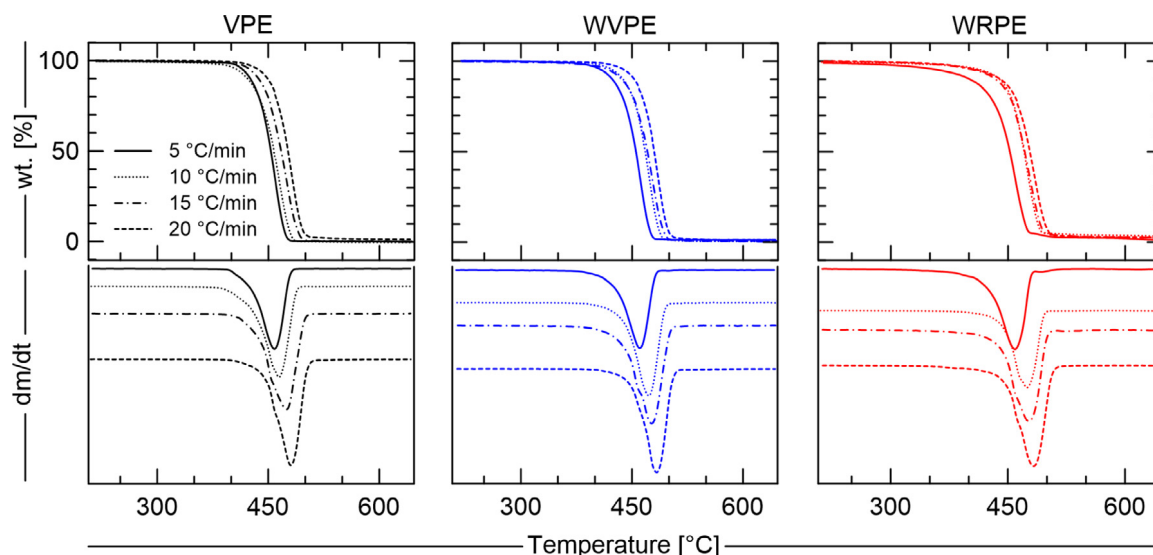 VPE WVPE WRPE
100
50
0
wt. [%]
5 °C/min
10 °C/min
15 °C/min
20 °C/min
dm/dt
300 450 600 300 450 600 300 450 600
Temperature [°C]